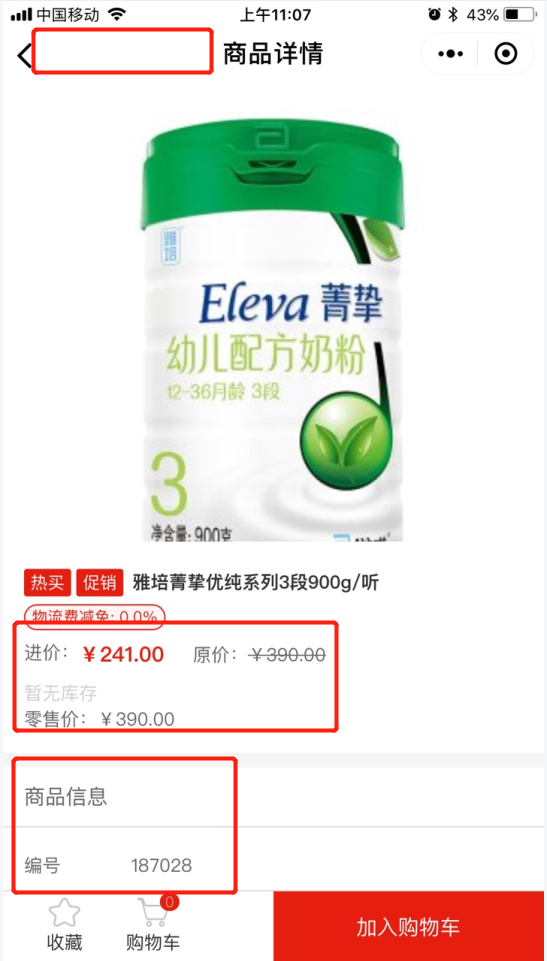 中国移动 上午11:07 43%
商品详情
雅培
Eleva 菁挚
幼儿配方奶粉
12-36月龄 3段
3
净含量: 900克
热买 促销 雅培菁挚优纯系列3段900g/听
物流费减免: 0.0%
进价: ￥241.00 原价: ￥390.00
暂无库存
零售价: ￥390.00
商品信息
编号 187028
0
收藏 购物车 加入购物车